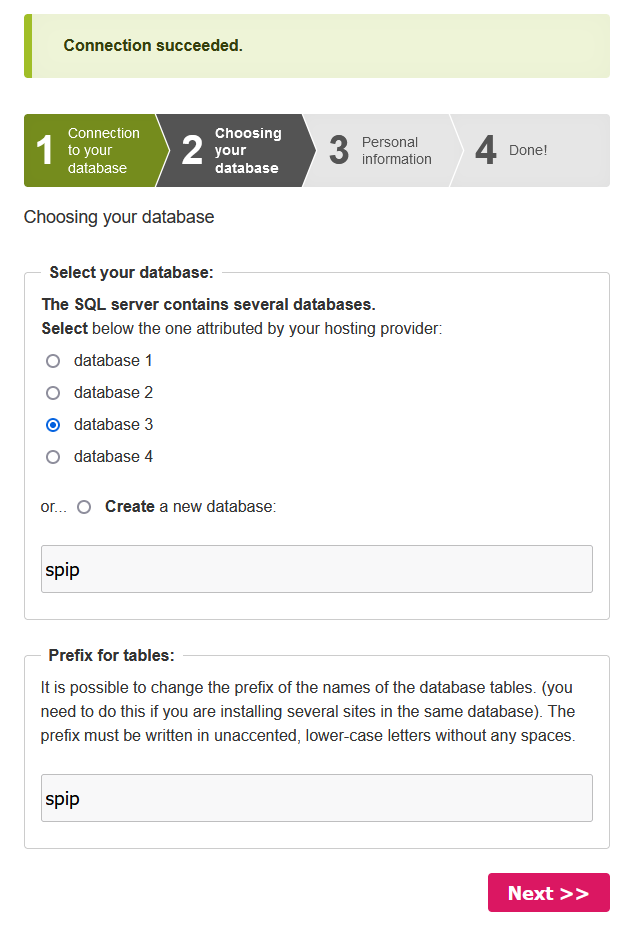 Connection succeeded.
1
Connection
to your
database
2
Choosing
your
database
3
Personal
information
4
Done!
Choosing your database
Select your database:
The SQL server contains several databases.
Select below the one attributed by your hosting provider:
database 1
database 2
database 3
database 4
or... Create a new database:
spip
Prefix for tables:
It is possible to change the prefix of the names of the database tables. (you
need to do this if you are installing several sites in the same database). The
prefix must be written in unaccented, lower-case letters without any spaces.
spip
Next >>